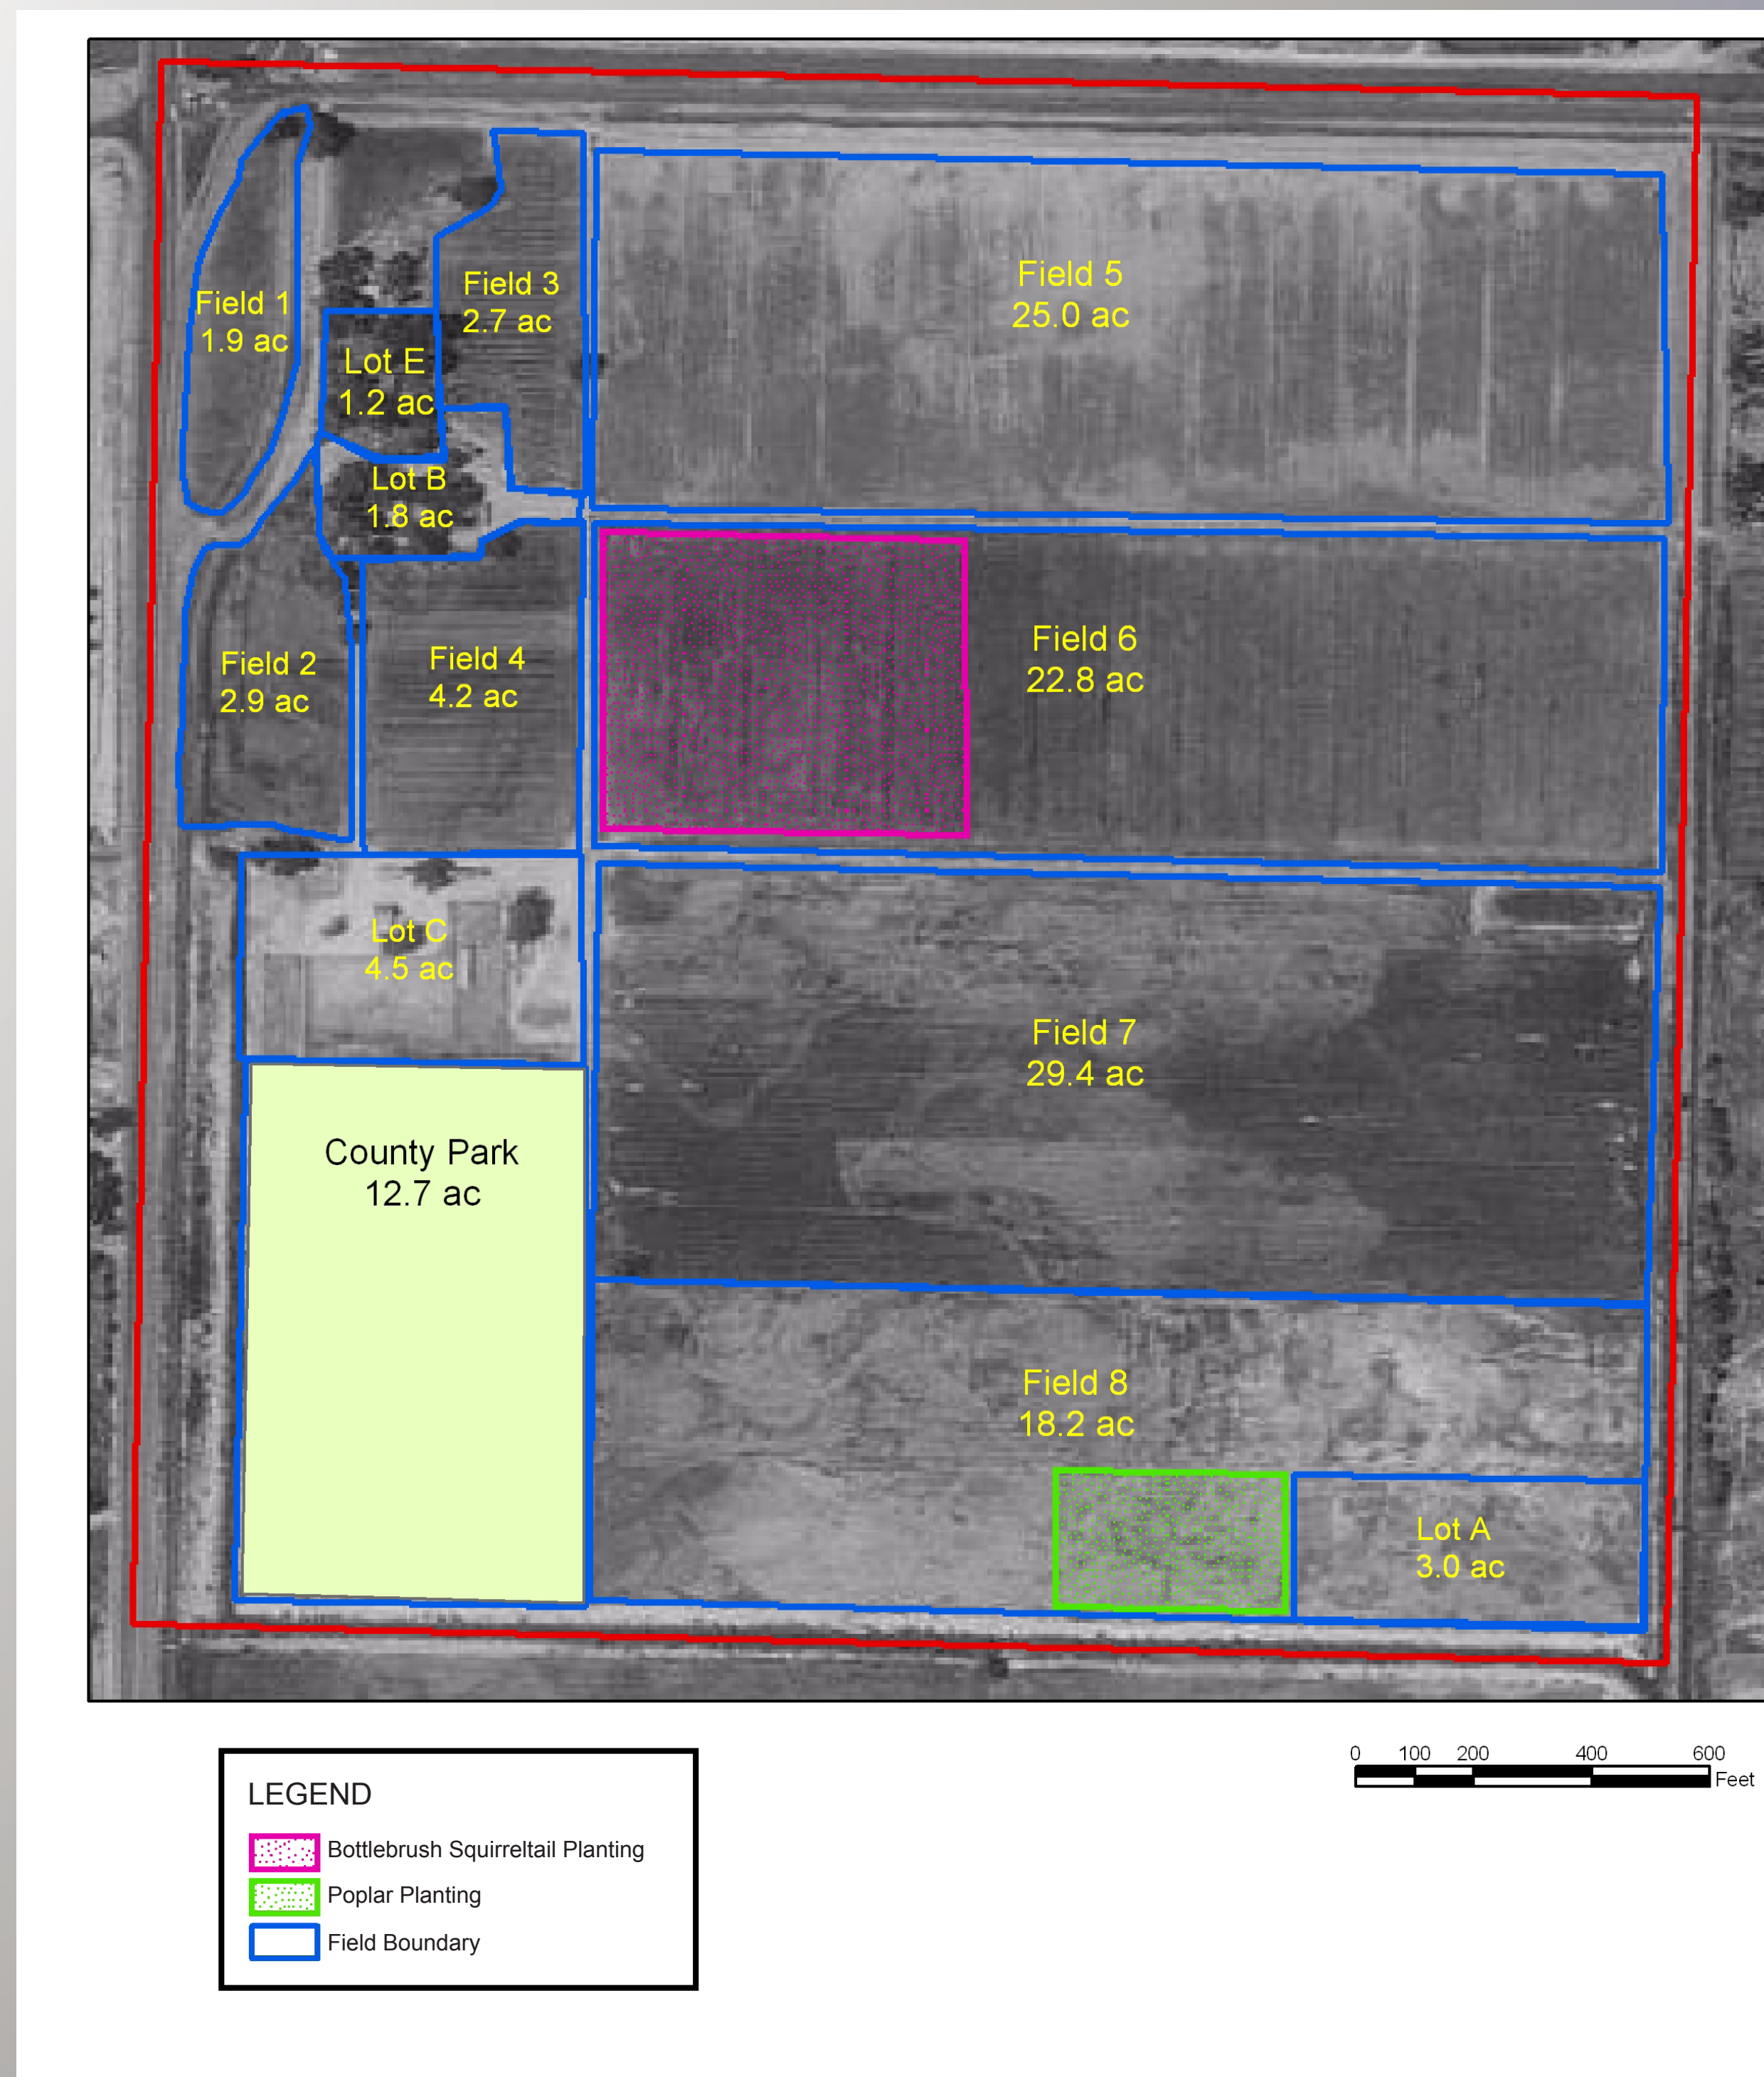 Field 1
1.9 ac
Field 3
2.7 ac
Field 5
25.0 ac
Lot E
1.2 ac
Lot B
1.8 ac
Field 2
2.9 ac
Field 4
4.2 ac
Field 6
22.8 ac
Lot C
4.5 ac
Field 7
29.4 ac
County Park
12.7 ac
Field 8
18.2 ac
Lot A
3.0 ac
0 100 200 400 600
Feet
LEGEND
Bottlebrush Squirreltail Planting
Poplar Planting
Field Boundary